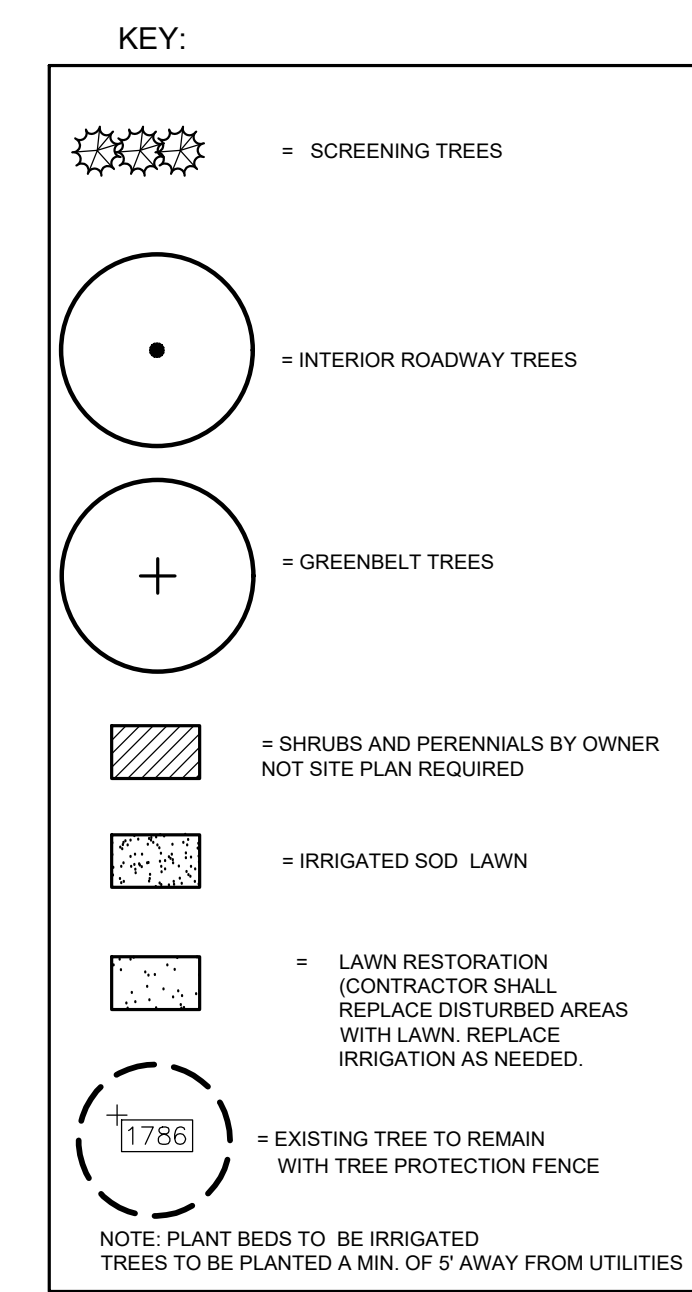 KEY:
= SCREENING TREES
= INTERIOR ROADWAY TREES
= GREENBELT TREES
= SHRUBS AND PERENNIALS BY OWNER
NOT SITE PLAN REQUIRED
= IRRIGATED SOD LAWN
= LAWN RESTORATION
(CONTRACTOR SHALL
REPLACE DISTURBED AREAS
WITH LAWN. REPLACE
IRRIGATION AS NEEDED.
1786
= EXISTING TREE TO REMAIN
WITH TREE PROTECTION FENCE
NOTE: PLANT BEDS TO BE IRRIGATED
TREES TO BE PLANTED A MIN. OF 5' AWAY FROM UTILITIES